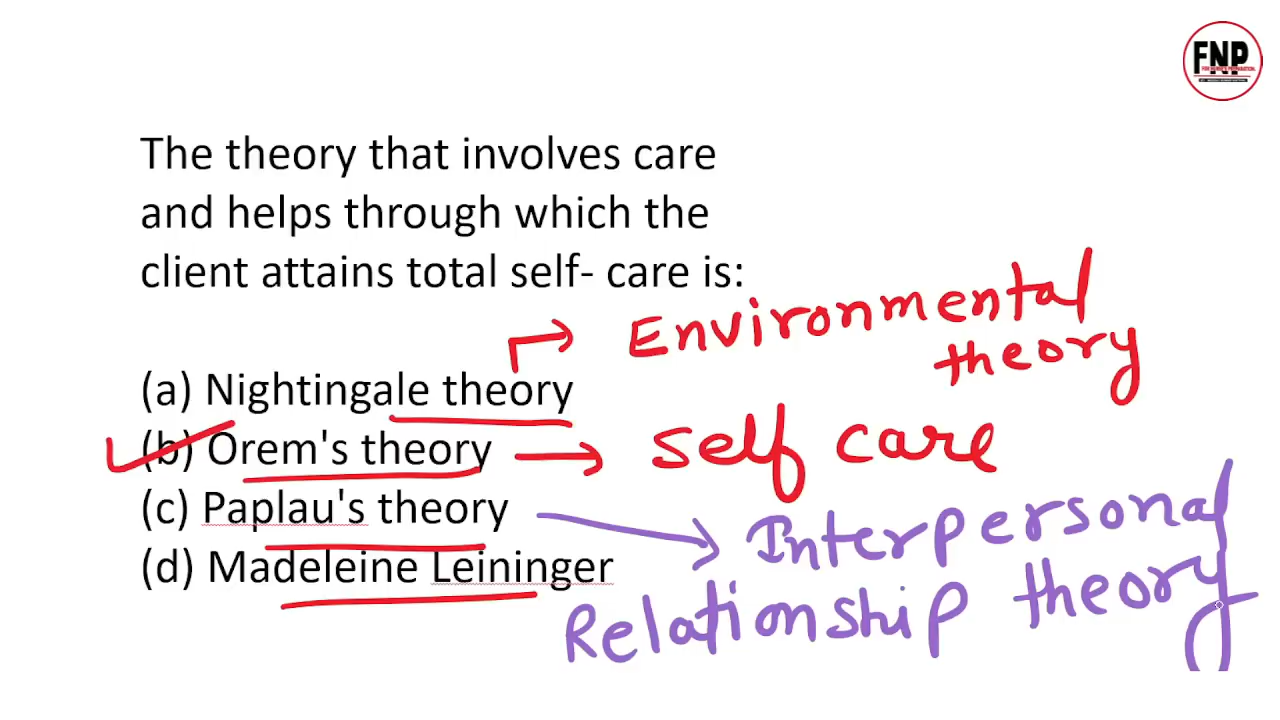 FNP
The theory that involves care
and helps through which the
client attains total self- care is:
Environmental
theory
(a) Nightingale theory
(b) Orem's theory
Self care
(c) Paplau's theory
Interpersonal
(d) Madeleine Leininger
Relationship theory